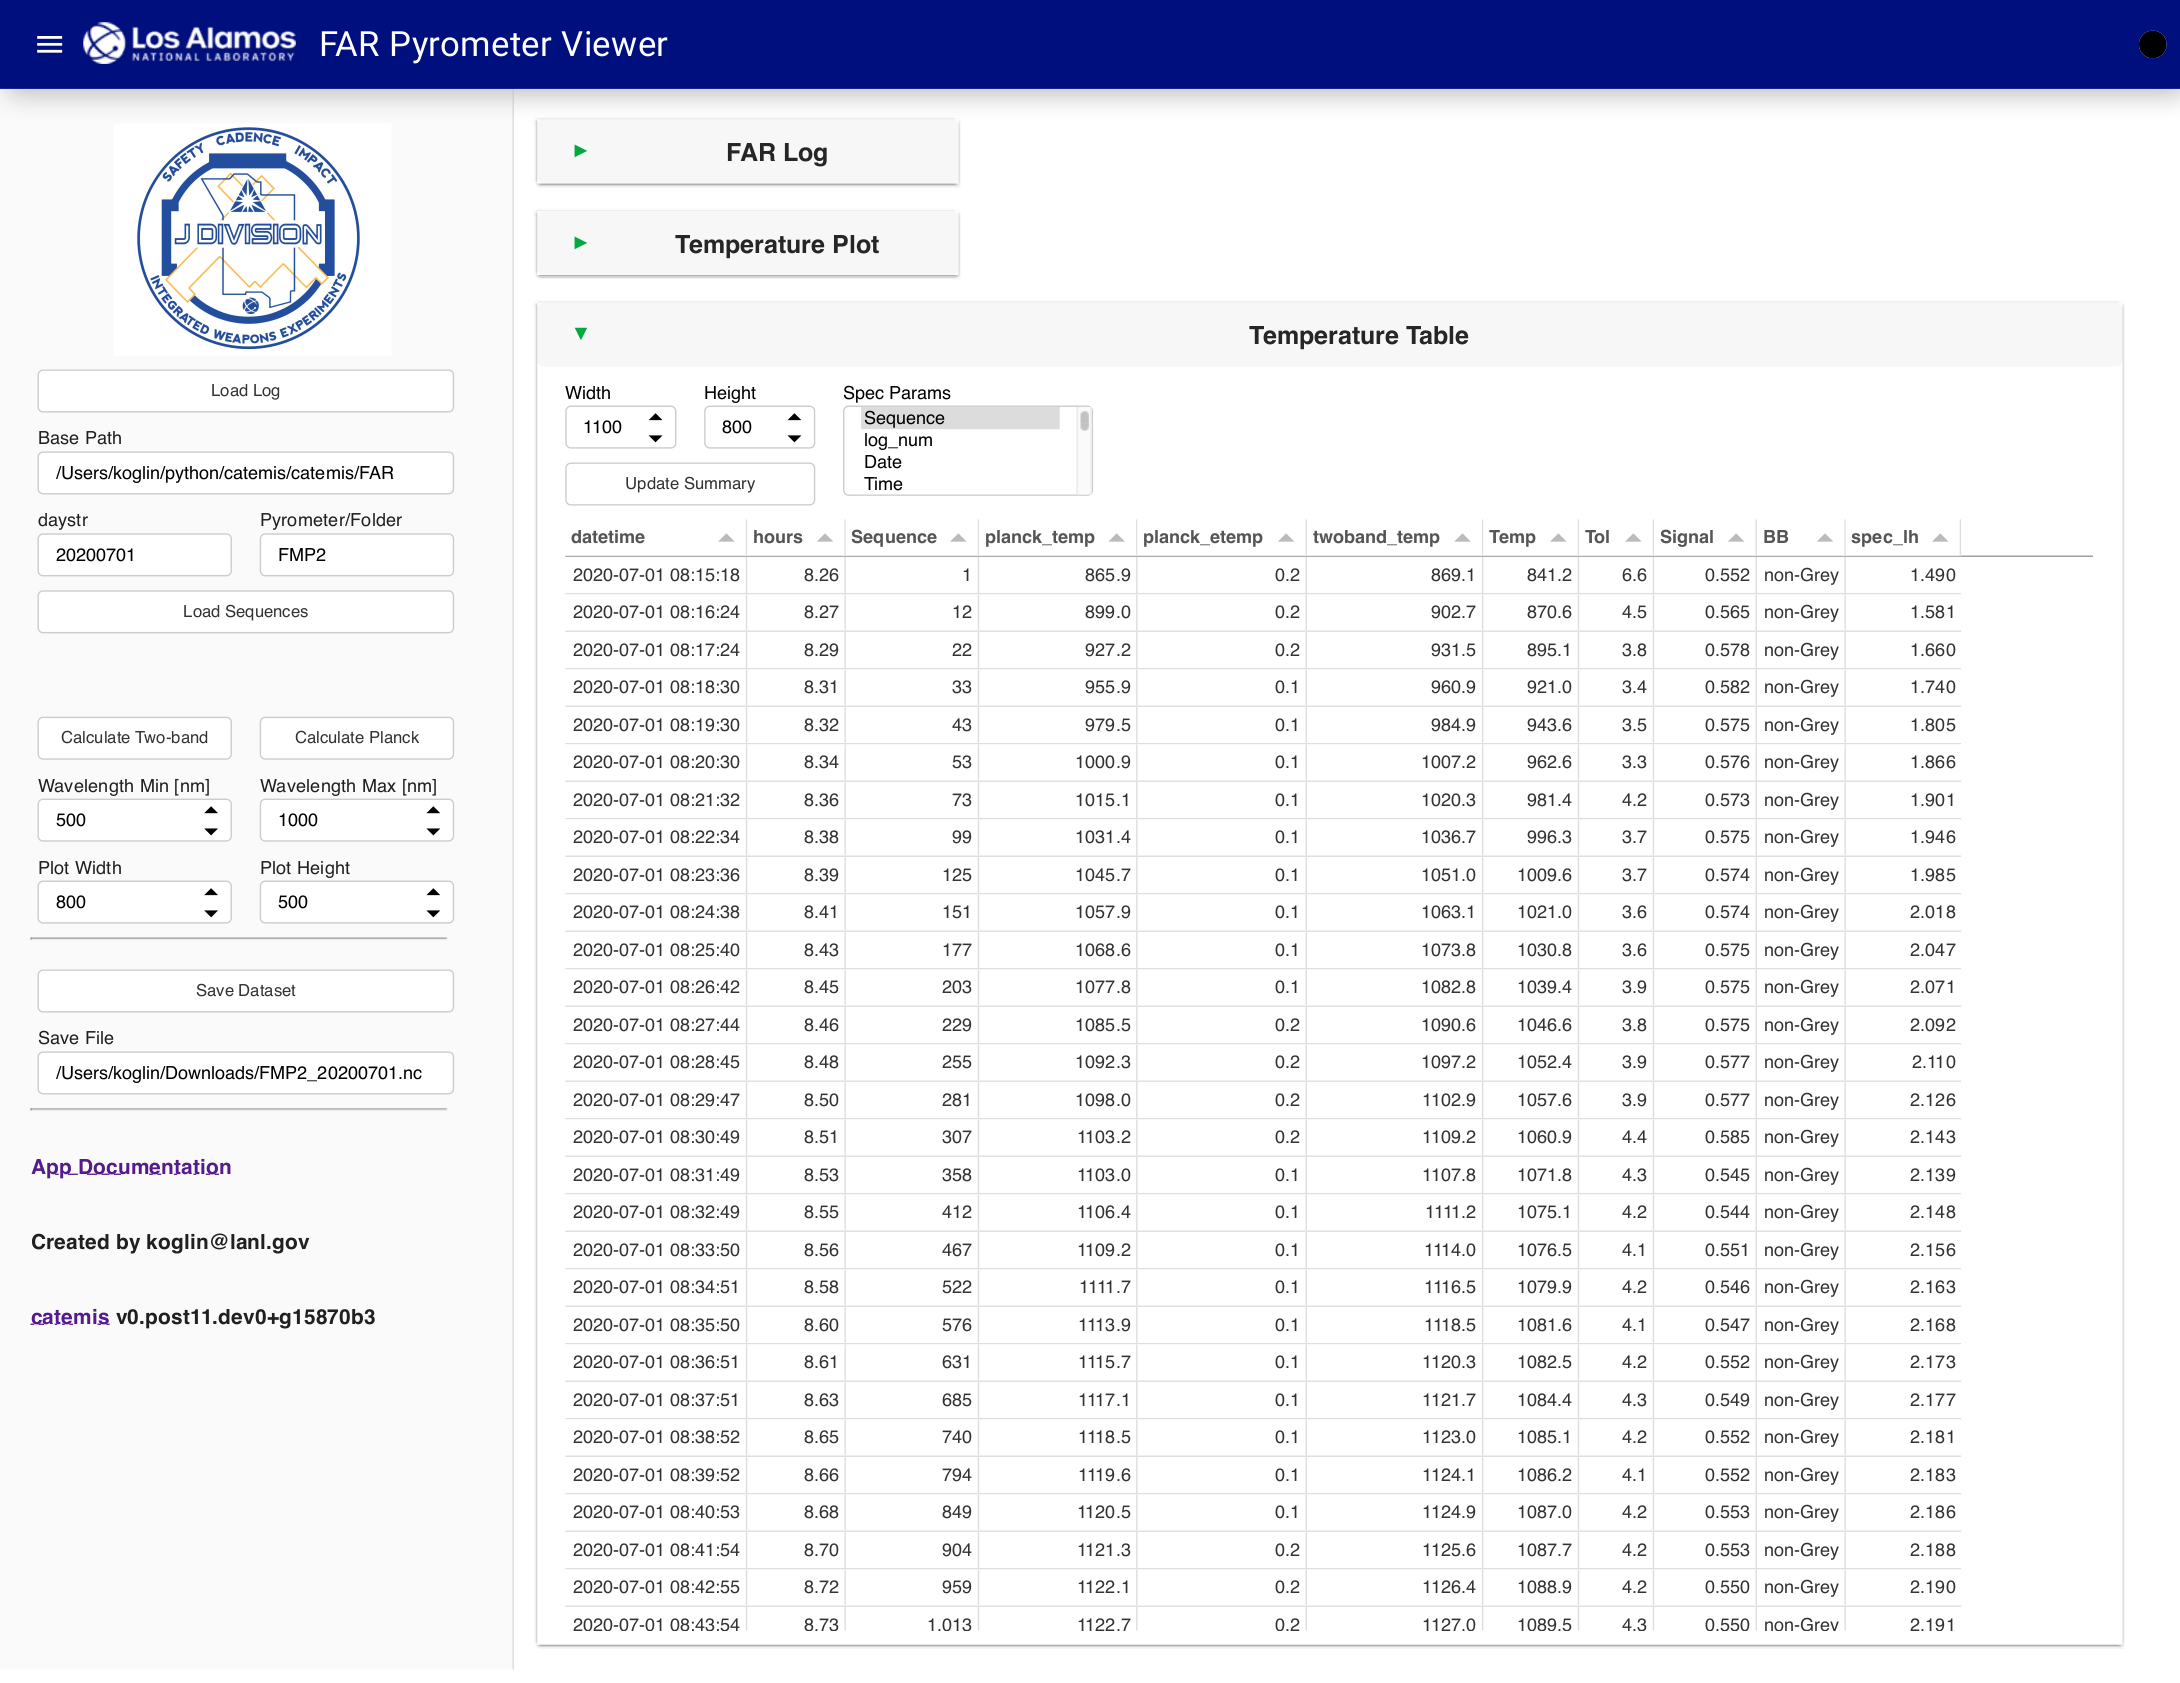 Los Alamos
NATIONAL LABORATORY
FAR Pyrometer Viewer
SAFETY CADENCE IMPACT
J DIVISION
INTEGRATED WEAPONS EXPERIMENTS
Load Log
Base Path
/Users/koglin/python/catemis/catemis/FAR
daystr Pyrometer/Folder
20200701 FMP2
Load Sequences
Calculate Two-band Calculate Planck
Wavelength Min [nm] Wavelength Max [nm]
500 1000
Plot Width Plot Height
800 500
Save Dataset
Save File
/Users/koglin/Downloads/FMP2_20200701.nc
App Documentation
Created by koglin@lanl.gov
catemis v0.post11.dev0+g15870b3
FAR Log
Temperature Plot
Temperature Table
Width Height Spec Params
1100 800
Sequence
log_num
Date
Time
Update Summary
datetime hours Sequence planck_temp planck_etemp twoband_temp Temp Tol Signal BB spec_lh
2020-07-01 08:15:18 8.26 1 865.9 0.2 869.1 841.2 6.6 0.552 non-Grey 1.490
2020-07-01 08:16:24 8.27 12 899.0 0.2 902.7 870.6 4.5 0.565 non-Grey 1.581
2020-07-01 08:17:24 8.29 22 927.2 0.2 931.5 895.1 3.8 0.578 non-Grey 1.660
2020-07-01 08:18:30 8.31 33 955.9 0.1 960.9 921.0 3.4 0.582 non-Grey 1.740
2020-07-01 08:19:30 8.32 43 979.5 0.1 984.9 943.6 3.5 0.575 non-Grey 1.805
2020-07-01 08:20:30 8.34 53 1000.9 0.1 1007.2 962.6 3.3 0.576 non-Grey 1.866
2020-07-01 08:21:32 8.36 73 1015.1 0.1 1020.3 981.4 4.2 0.573 non-Grey 1.901
2020-07-01 08:22:34 8.38 99 1031.4 0.1 1036.7 996.3 3.7 0.575 non-Grey 1.946
2020-07-01 08:23:36 8.39 125 1045.7 0.1 1051.0 1009.6 3.7 0.574 non-Grey 1.985
2020-07-01 08:24:38 8.41 151 1057.9 0.1 1063.1 1021.0 3.6 0.574 non-Grey 2.018
2020-07-01 08:25:40 8.43 177 1068.6 0.1 1073.8 1030.8 3.6 0.575 non-Grey 2.047
2020-07-01 08:26:42 8.45 203 1077.8 0.1 1082.8 1039.4 3.9 0.575 non-Grey 2.071
2020-07-01 08:27:44 8.46 229 1085.5 0.2 1090.6 1046.6 3.8 0.575 non-Grey 2.092
2020-07-01 08:28:45 8.48 255 1092.3 0.2 1097.2 1052.4 3.9 0.577 non-Grey 2.110
2020-07-01 08:29:47 8.50 281 1098.0 0.2 1102.9 1057.6 3.9 0.577 non-Grey 2.126
2020-07-01 08:30:49 8.51 307 1103.2 0.2 1109.2 1060.9 4.4 0.585 non-Grey 2.143
2020-07-01 08:31:49 8.53 358 1103.0 0.1 1107.8 1071.8 4.3 0.545 non-Grey 2.139
2020-07-01 08:32:49 8.55 412 1106.4 0.1 1111.2 1075.1 4.2 0.544 non-Grey 2.148
2020-07-01 08:33:50 8.56 467 1109.2 0.1 1114.0 1076.5 4.1 0.551 non-Grey 2.156
2020-07-01 08:34:51 8.58 522 1111.7 0.1 1116.5 1079.9 4.2 0.546 non-Grey 2.163
2020-07-01 08:35:50 8.60 576 1113.9 0.1 1118.5 1081.6 4.1 0.547 non-Grey 2.168
2020-07-01 08:36:51 8.61 631 1115.7 0.1 1120.3 1082.5 4.2 0.552 non-Grey 2.173
2020-07-01 08:37:51 8.63 685 1117.1 0.1 1121.7 1084.4 4.3 0.549 non-Grey 2.177
2020-07-01 08:38:52 8.65 740 1118.5 0.1 1123.0 1085.1 4.2 0.552 non-Grey 2.181
2020-07-01 08:39:52 8.66 794 1119.6 0.1 1124.1 1086.2 4.1 0.552 non-Grey 2.183
2020-07-01 08:40:53 8.68 849 1120.5 0.1 1124.9 1087.0 4.2 0.553 non-Grey 2.186
2020-07-01 08:41:54 8.70 904 1121.3 0.2 1125.6 1087.7 4.2 0.553 non-Grey 2.188
2020-07-01 08:42:55 8.72 959 1122.1 0.2 1126.4 1088.9 4.2 0.550 non-Grey 2.190
2020-07-01 08:43:54 8.73 1.013 1122.7 0.2 1127.0 1089.5 4.3 0.550 non-Grey 2.191